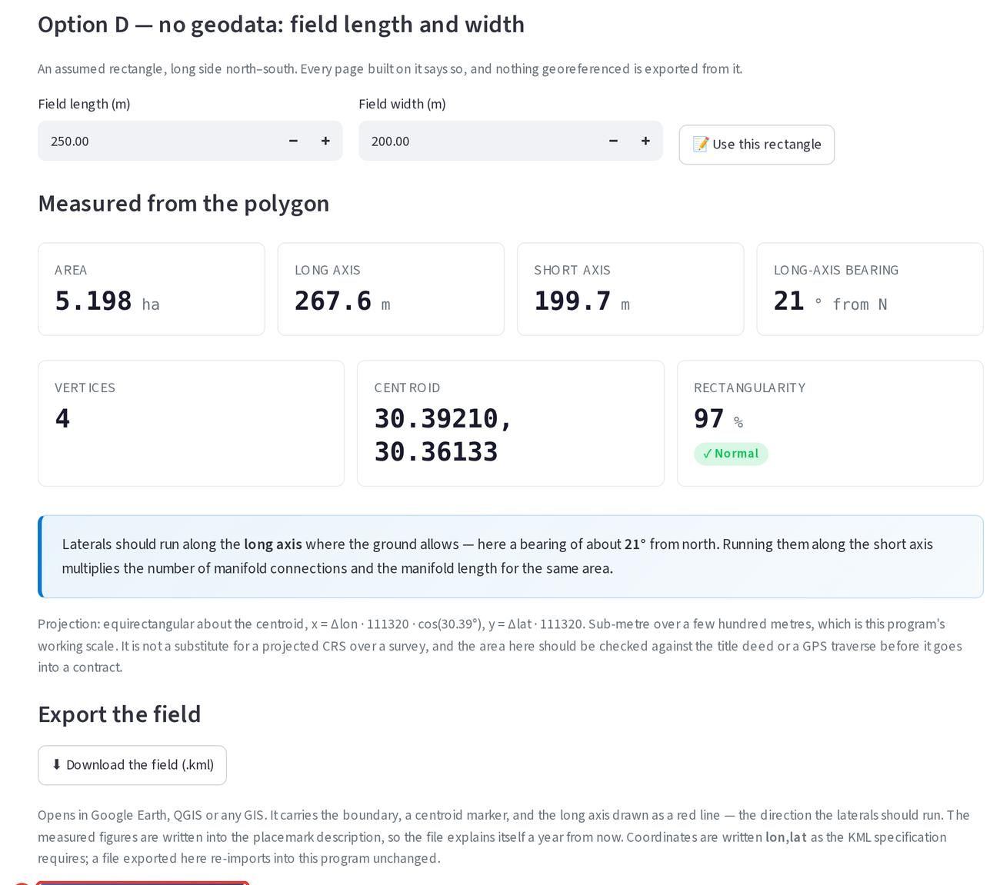 Option D — no geodata: field length and width
An assumed rectangle, long side north–south. Every page built on it says so, and nothing georeferenced is exported from it.
Field length (m)
Field width (m)
250.00
− +
200.00
− +
📝 Use this rectangle
Measured from the polygon
AREA
5.198 ha
LONG AXIS
267.6 m
SHORT AXIS
199.7 m
LONG-AXIS BEARING
21 ° from N
VERTICES
4
CENTROID
30.39210,
30.36133
RECTANGULARITY
97 %
✓ Normal
Laterals should run along the long axis where the ground allows — here a bearing of about 21° from north. Running them along the short axis
multiplies the number of manifold connections and the manifold length for the same area.
Projection: equirectangular about the centroid, x = Δlon · 111320 · cos(30.39°), y = Δlat · 111320. Sub-metre over a few hundred metres, which is this program's
working scale. It is not a substitute for a projected CRS over a survey, and the area here should be checked against the title deed or a GPS traverse before it goes
into a contract.
Export the field
⬇ Download the field (.kml)
Opens in Google Earth, QGIS or any GIS. It carries the boundary, a centroid marker, and the long axis drawn as a red line — the direction the laterals should run. The
measured figures are written into the placemark description, so the file explains itself a year from now. Coordinates are written lon,lat as the KML specification
requires; a file exported here re-imports into this program unchanged.